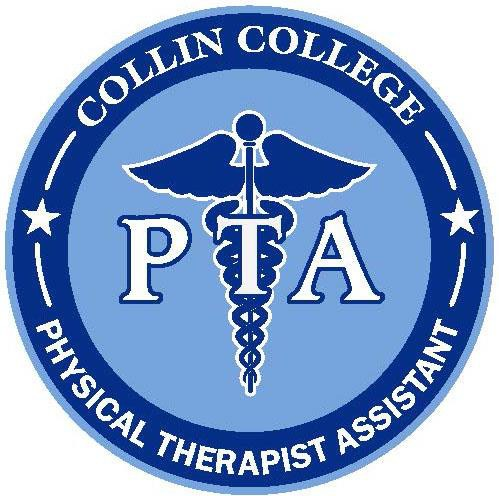 COLLIN COLLEGE
PTA
PHYSICAL THERAPIST ASSISTANT